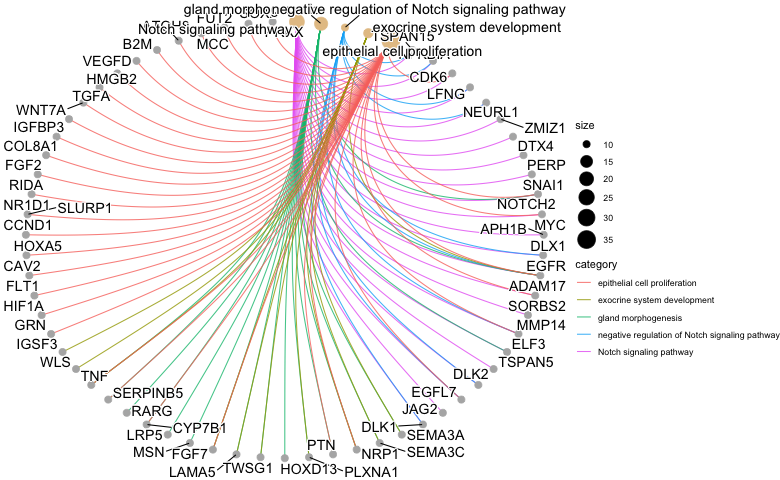 gland morpho
negative regulation of Notch signaling pathway
FUT2
Notch signaling pathway
exocrine system development
TSPAN15
B2M
MCC
epithelial cell proliferation
VEGFD
HMGB2
CDK6
TGFA
LFNG
WNT7A
NEURL1
IGFBP3
ZMIZ1
COL8A1
DTX4
FGF2
PERP
RIDA
SNAI1
NR1D1
SLURP1
NOTCH2
CCND1
MYC
APH1B
HOXA5
DLX1
CAV2
EGFR
FLT1
ADAM17
HIF1A
SORBS2
GRN
MMP14
IGSF3
ELF3
WLS
TSPAN5
TNF
DLK2
SERPINB5
EGFL7
RARG
JAG2
LRP5
CYP7B1
DLK1
SEMA3A
MSN
FGF7
PTN
NRP1
SEMA3C
LAMA5
TWSG1
HOXD13
PLXNA1
size
10
15
20
25
30
35
category
epithelial cell proliferation
exocrine system development
gland morphogenesis
negative regulation of Notch signaling pathway
Notch signaling pathway